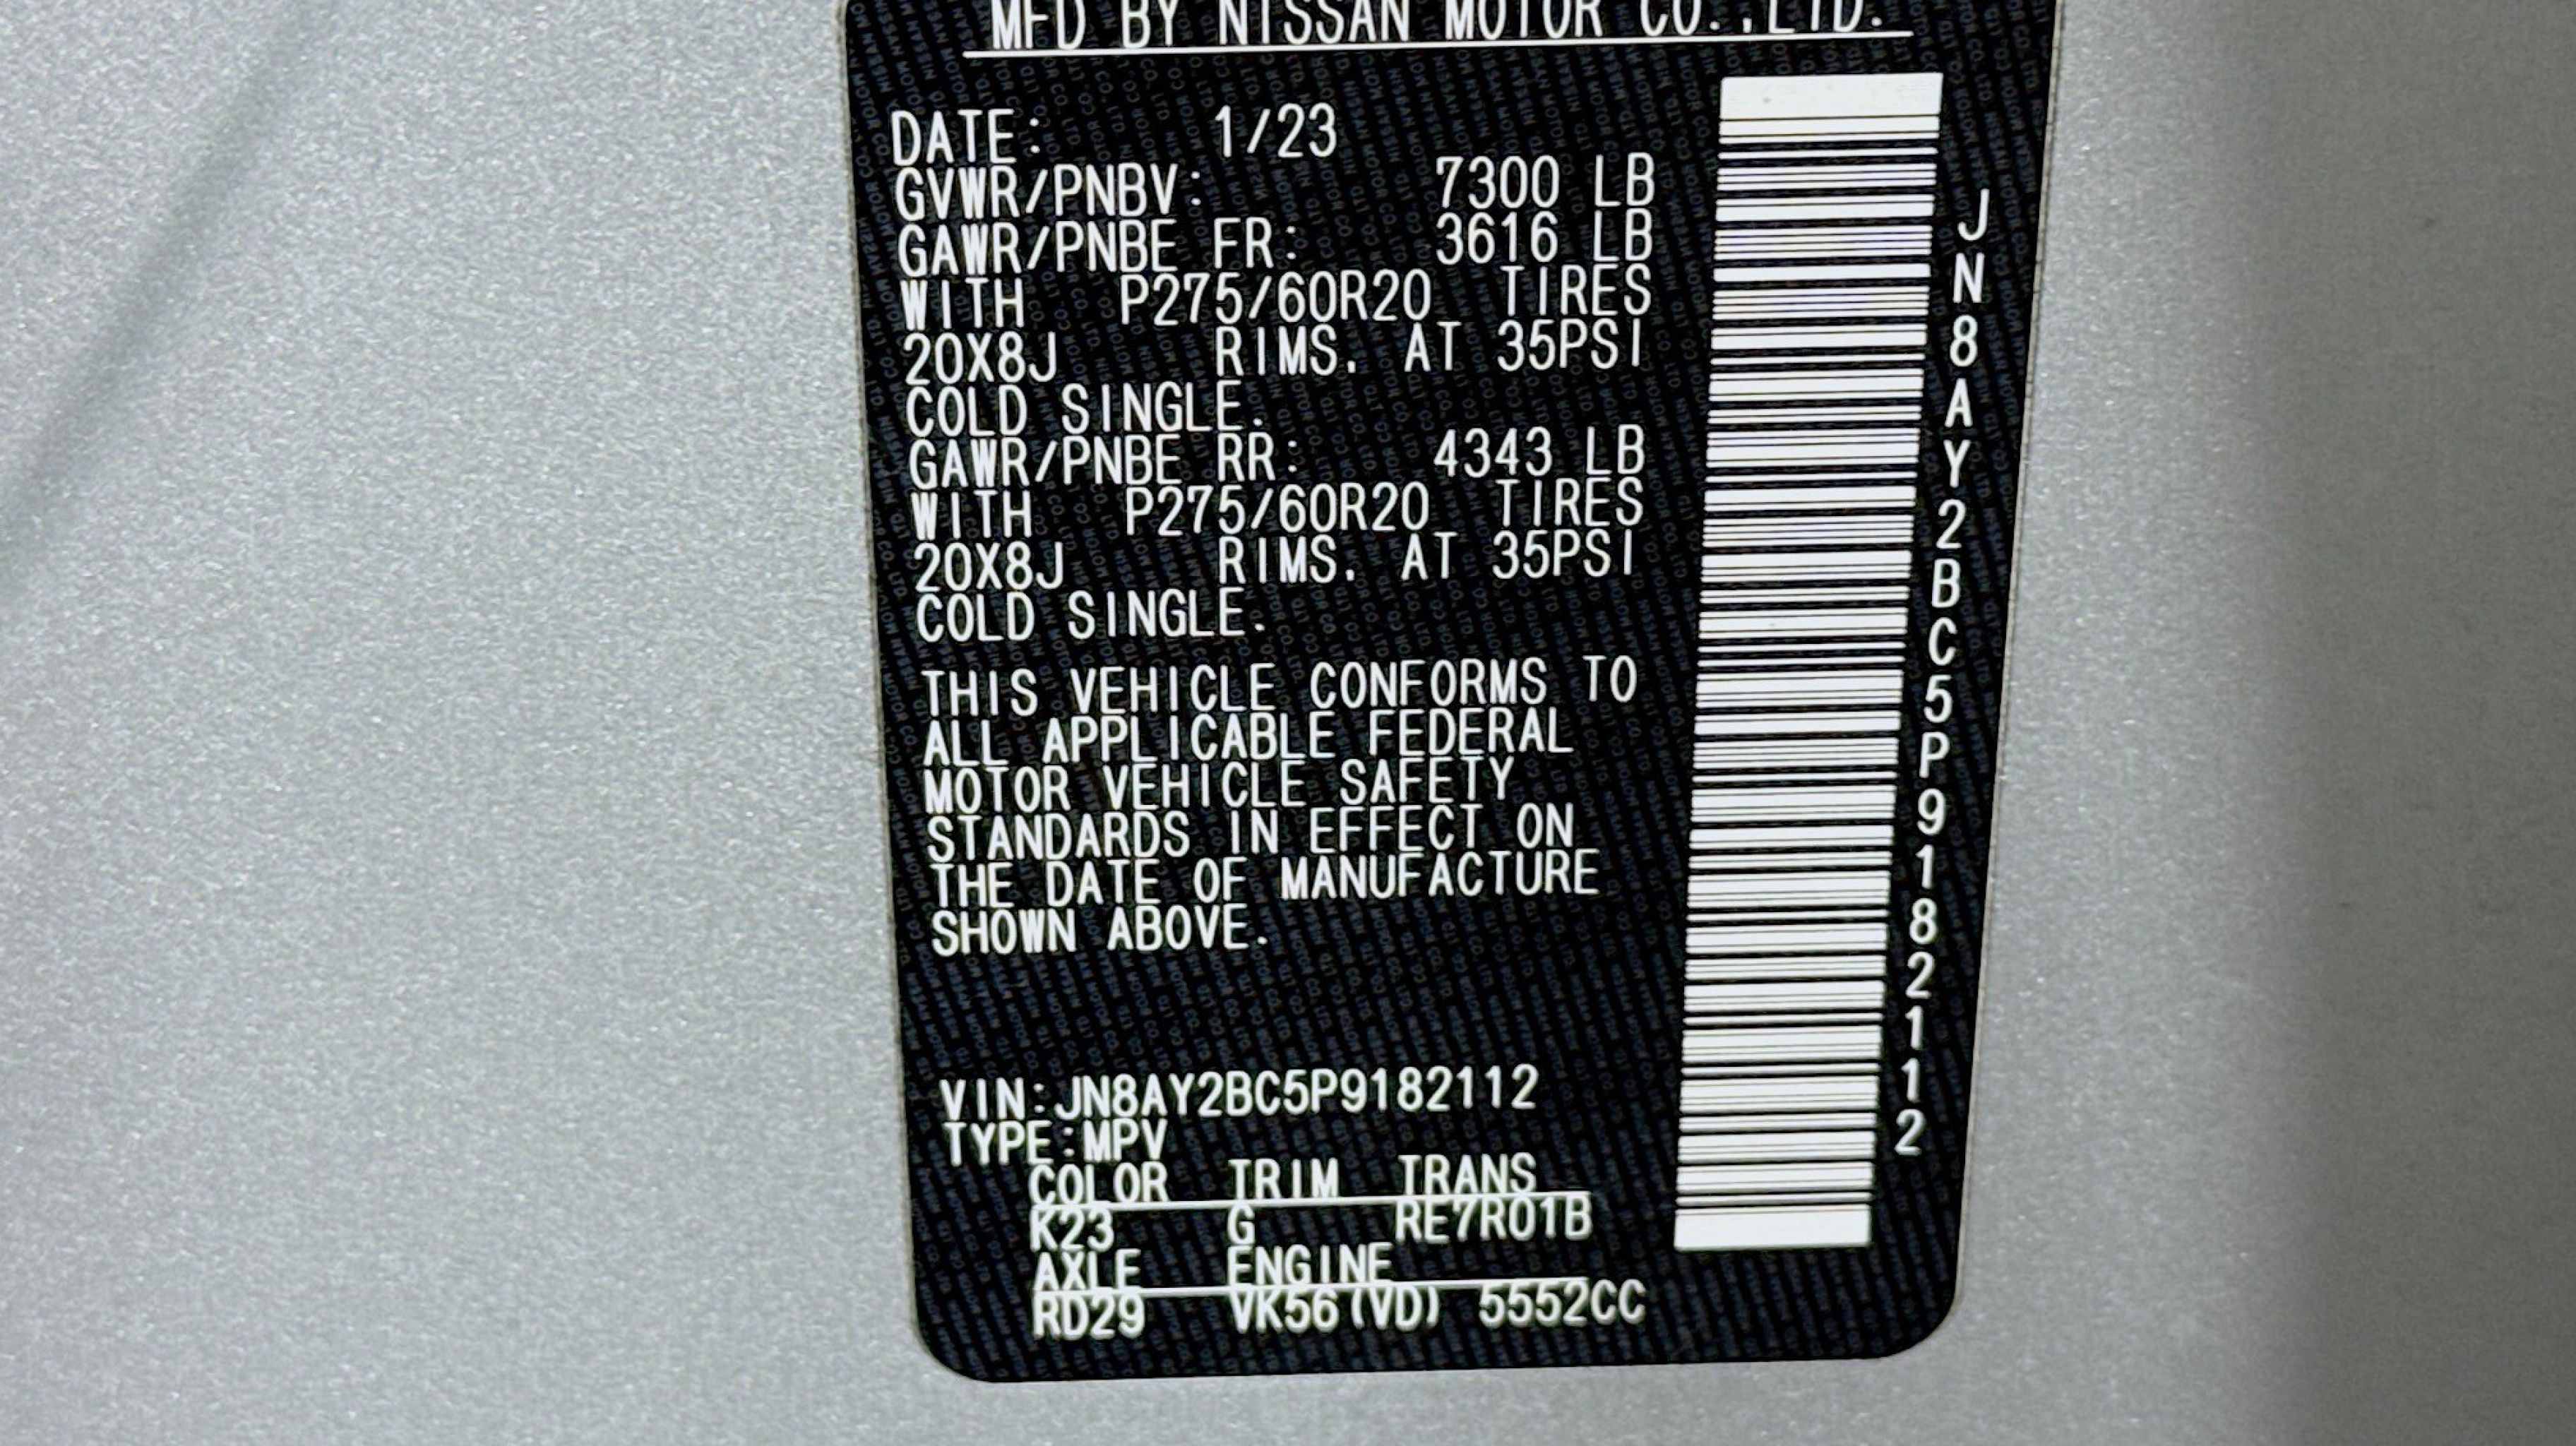 MFD BY NISSAN MOTOR CO.,LTD.
DATE: 1/23
GVWR/PNBV: 7300 LB
GAWR/PNBE FR: 3616 LB
WITH P275/60R20 TIRES
20X8J RIMS. AT 35PSI
COLD SINGLE.
GAWR/PNBE RR: 4343 LB
WITH P275/60R20 TIRES
20X8J RIMS. AT 35PSI
COLD SINGLE.
THIS VEHICLE CONFORMS TO
ALL APPLICABLE FEDERAL
MOTOR VEHICLE SAFETY
STANDARDS IN EFFECT ON
THE DATE OF MANUFACTURE
SHOWN ABOVE.
VIN:JN8AY2BC5P9182112
TYPE:MPV
COLOR TRIM TRANS
K23 G RE7R01B
AXLE ENGINE
RD29 VK56(VD) 5552CC
JN8AY2BC5P9182112